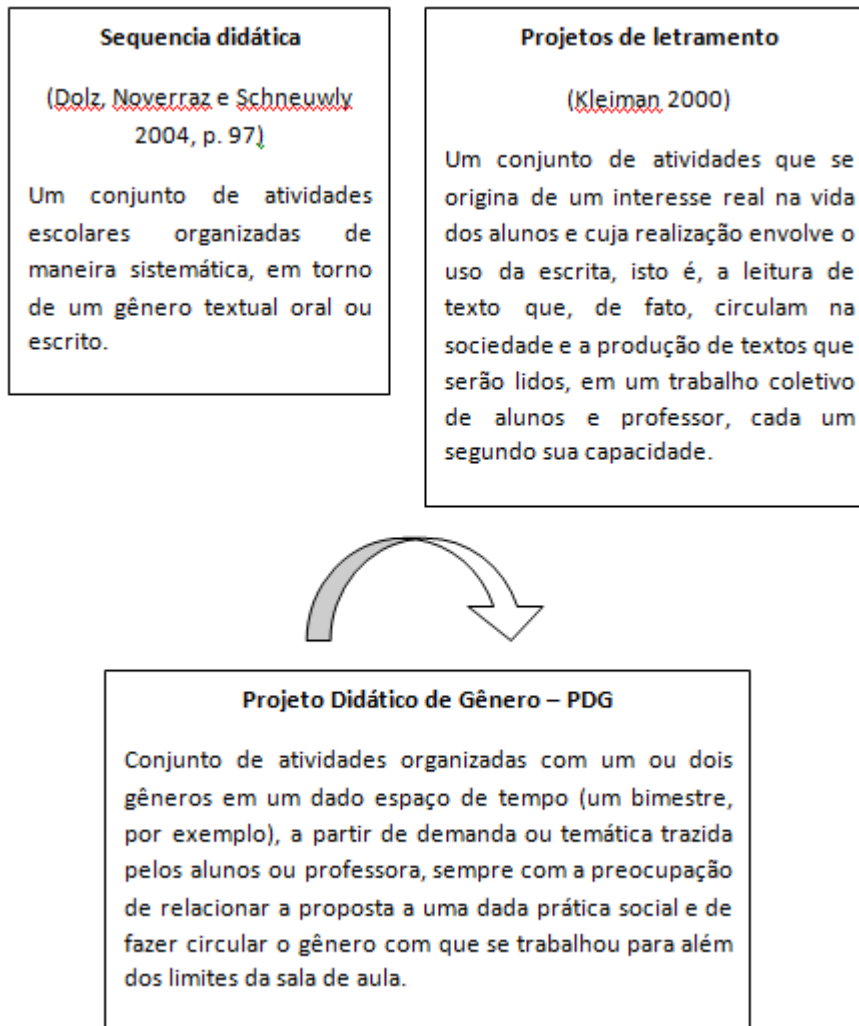 Sequencia didática
(Dolz, Noverraz e Schneuwly
2004, p. 97)
Um conjunto de atividades
escolares organizadas de
maneira sistemática, em torno
de um gênero textual oral ou
escrito.
Projetos de letramento
(Kleiman 2000)
Um conjunto de atividades que se
origina de um interesse real na vida
dos alunos e cuja realização envolve o
uso da escrita, isto é, a leitura de
texto que, de fato, circulam na
sociedade e a produção de textos que
serão lidos, em um trabalho coletivo
de alunos e professor, cada um
segundo sua capacidade.
Projeto Didático de Gênero – PDG
Conjunto de atividades organizadas com um ou dois
gêneros em um dado espaço de tempo (um bimestre,
por exemplo), a partir de demanda ou temática trazida
pelos alunos ou professora, sempre com a preocupação
de relacionar a proposta a uma dada prática social e de
fazer circular o gênero com que se trabalhou para além
dos limites da sala de aula.